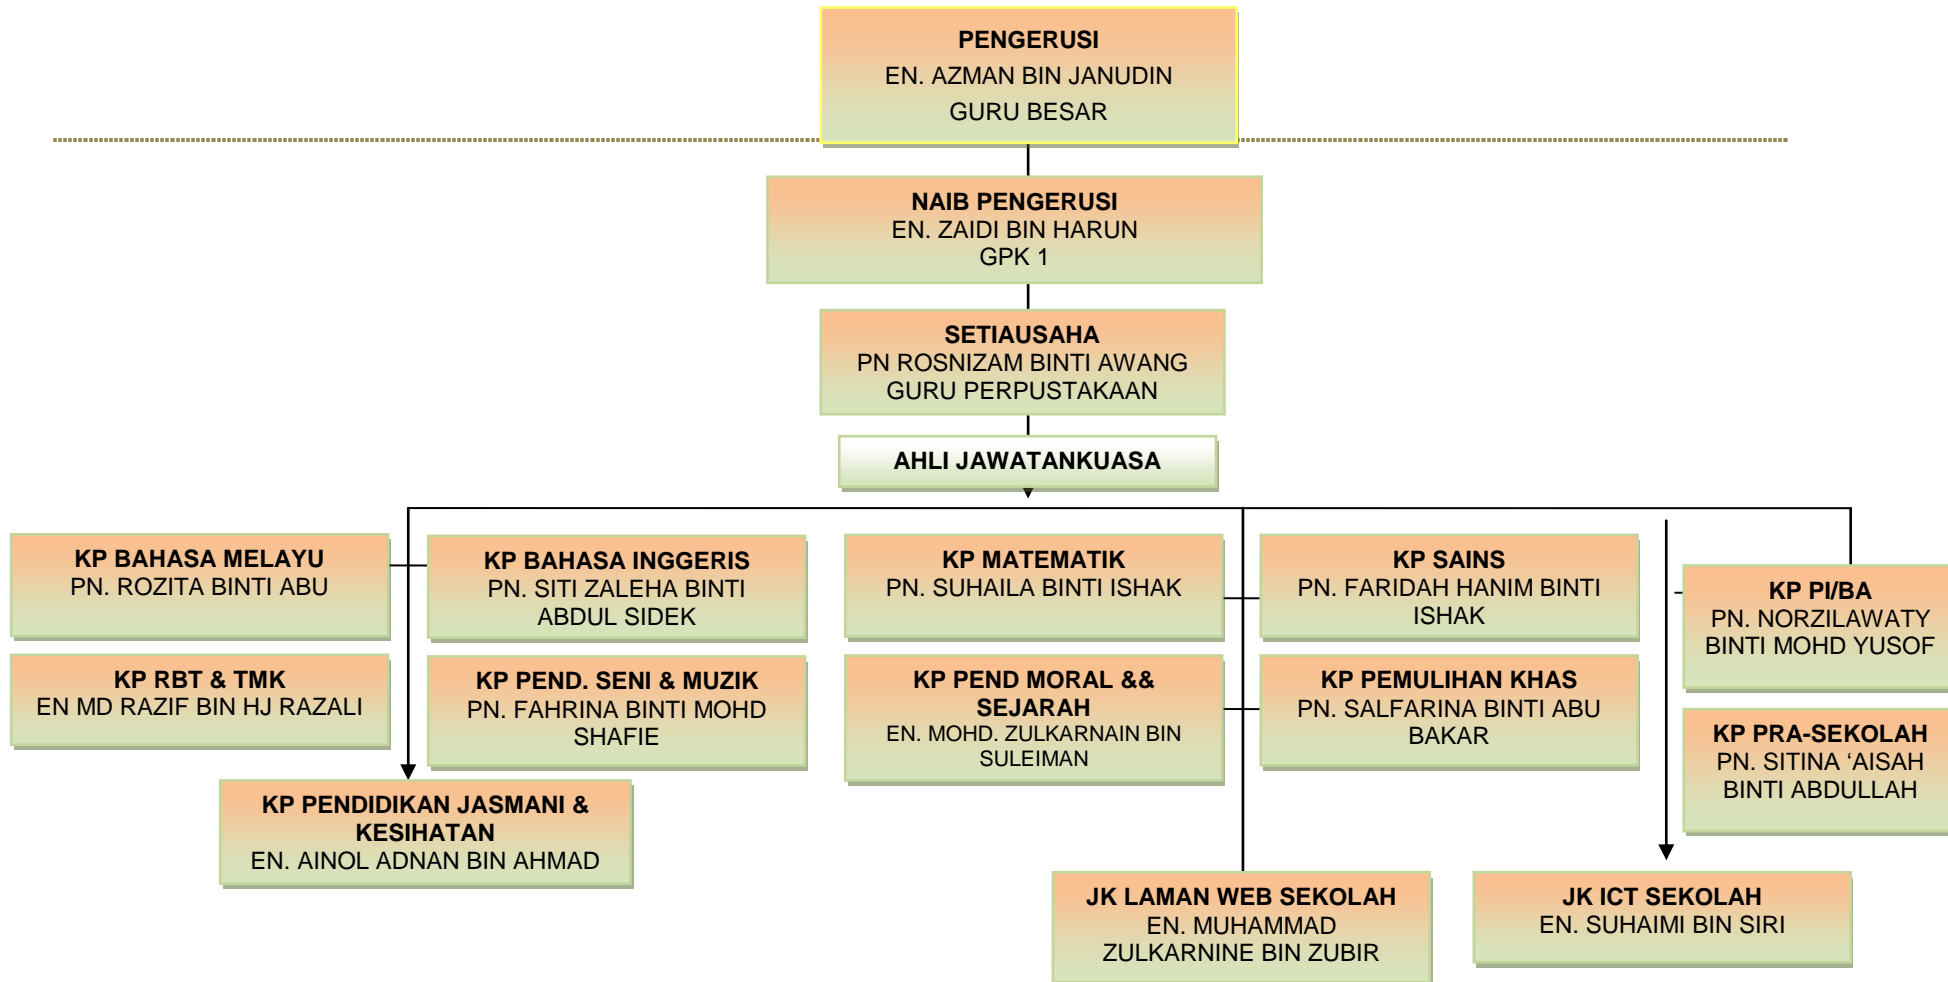 PENGERUSI
EN. AZMAN BIN JANUDIN
GURU BESAR
NAIB PENGERUSI
EN. ZAIDI BIN HARUN
GPK 1
SETIAUSAHA
PN ROSNIZAM BINTI AWANG
GURU PERPUSTAKAAN
AHLI JAWATANKUASA
KP BAHASA MELAYU
PN. ROZITA BINTI ABU
KP BAHASA INGGERIS
PN. SITI ZALEHA BINTI
ABDUL SIDEK
KP MATEMATIK
PN. SUHAILA BINTI ISHAK
KP SAINS
PN. FARIDAH HANIM BINTI
ISHAK
KP PI/BA
PN. NORZILAWATY
BINTI MOHD YUSOF
KP RBT & TMK
EN MD RAZIF BIN HJ RAZALI
KP PEND. SENI & MUZIK
PN. FAHRINA BINTI MOHD
SHAFIE
KP PEND MORAL &&
SEJARAH
EN. MOHD. ZULKARNAIN BIN
SULEIMAN
KP PEMULIHAN KHAS
PN. SALFARINA BINTI ABU
BAKAR
KP PRA-SEKOLAH
PN. SITINA ‘AISAH
BINTI ABDULLAH
KP PENDIDIKAN JASMANI &
KESIHATAN
EN. AINOL ADNAN BIN AHMAD
JK LAMAN WEB SEKOLAH
EN. MUHAMMAD
ZULKARNINE BIN ZUBIR
JK ICT SEKOLAH
EN. SUHAIMI BIN SIRI